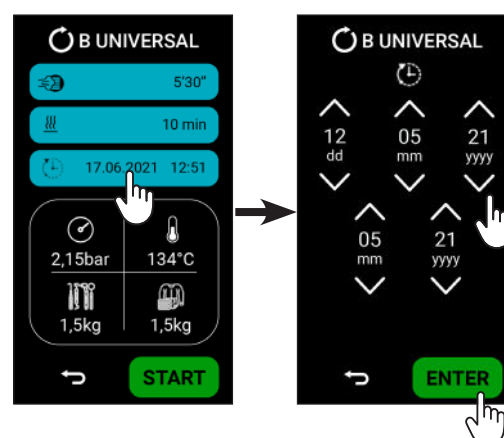 B UNIVERSAL
5'30"
10 min
17.06.2021 12:51
2,15bar 134°C
1,5kg 1,5kg
START
B UNIVERSAL
12 05 21
dd mm yyyy
05 21
mm yyyy
ENTER